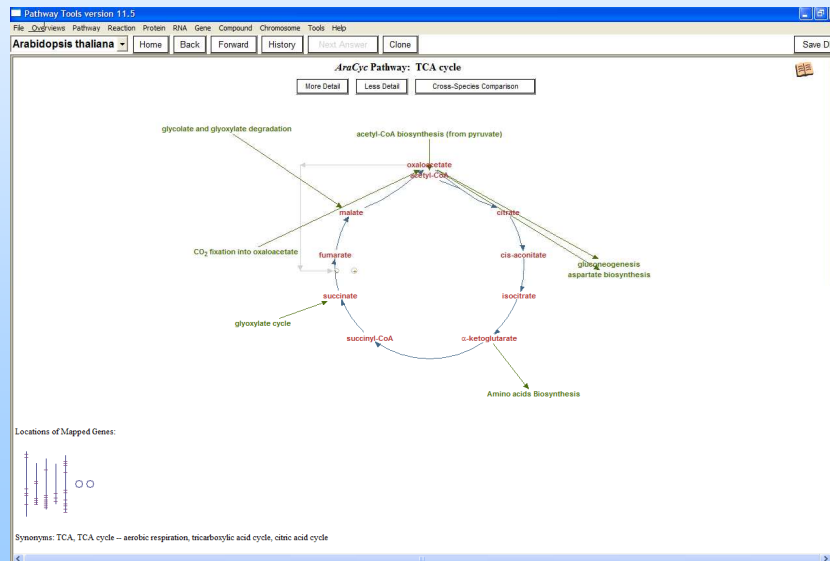 Pathway Tools version 11.5
File Overviews Pathway Reaction Protein RNA Gene Compound Chromosome Tools Help
Arabidopsis thaliana Home Back Forward History Next Answer Clone Save D
AraCyc Pathway: TCA cycle
More Detail Less Detail Cross-Species Comparison
glycolate and glyoxylate degradation
acetyl-CoA biosynthesis (from pyruvate)
oxaloacetate
acetyl-CoA
malate
citrate
CO₂ fixation into oxaloacetate
fumarate
cis-aconitate
gluconeogenesis
aspartate biosynthesis
succinate
isocitrate
glyoxylate cycle
succinyl-CoA
α-ketoglutarate
Amino acids Biosynthesis
Locations of Mapped Genes:
Synonyms: TCA, TCA cycle -- aerobic respiration, tricarboxylic acid cycle, citric acid cycle